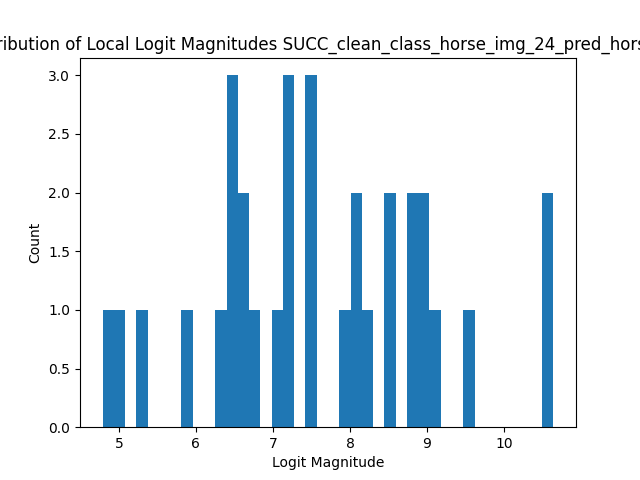 ribution of Local Logit Magnitudes SUCC_clean_class_horse_img_24_pred_hors
3.0
2.5
2.0
1.5
1.0
0.5
0.0
Count
5 6 7 8 9 10
Logit Magnitude